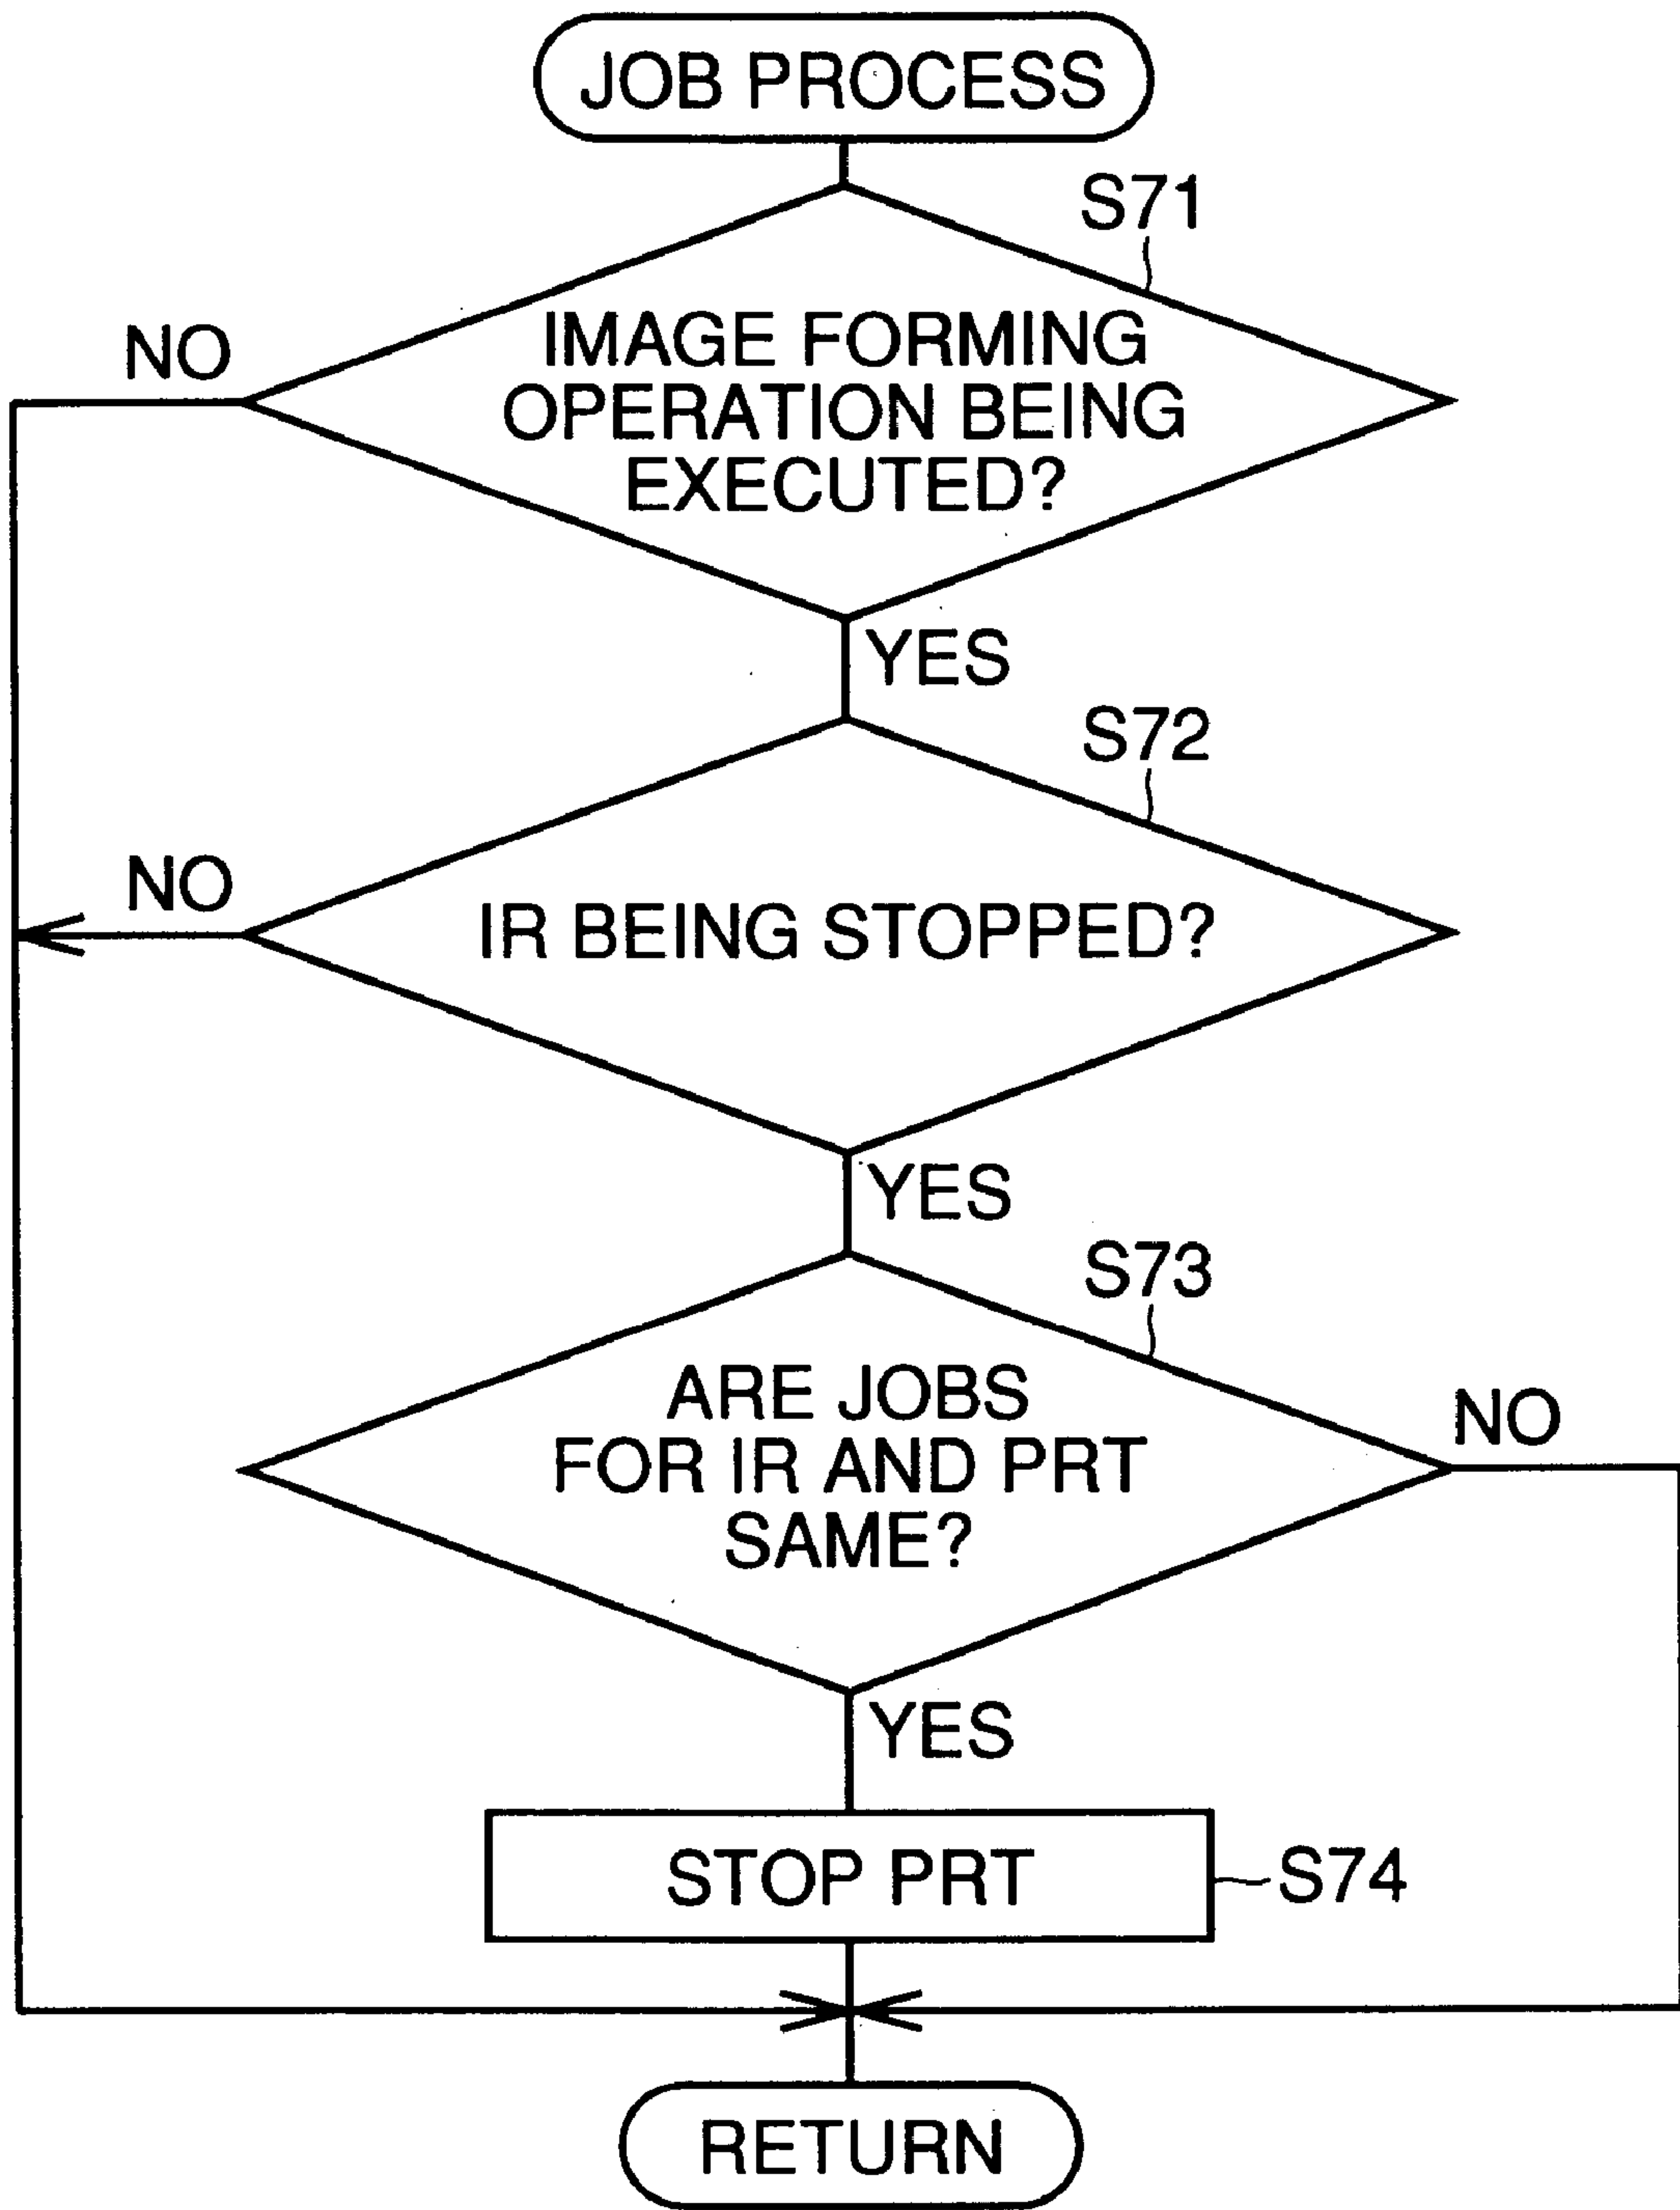 JOB PROCESS
S71
NO
IMAGE FORMING
OPERATION BEING
EXECUTED?
YES
S72
NO
IR BEING STOPPED?
YES
S73
ARE JOBS
FOR IR AND PRT
SAME?
NO
YES
STOP PRT
S74
RETURN